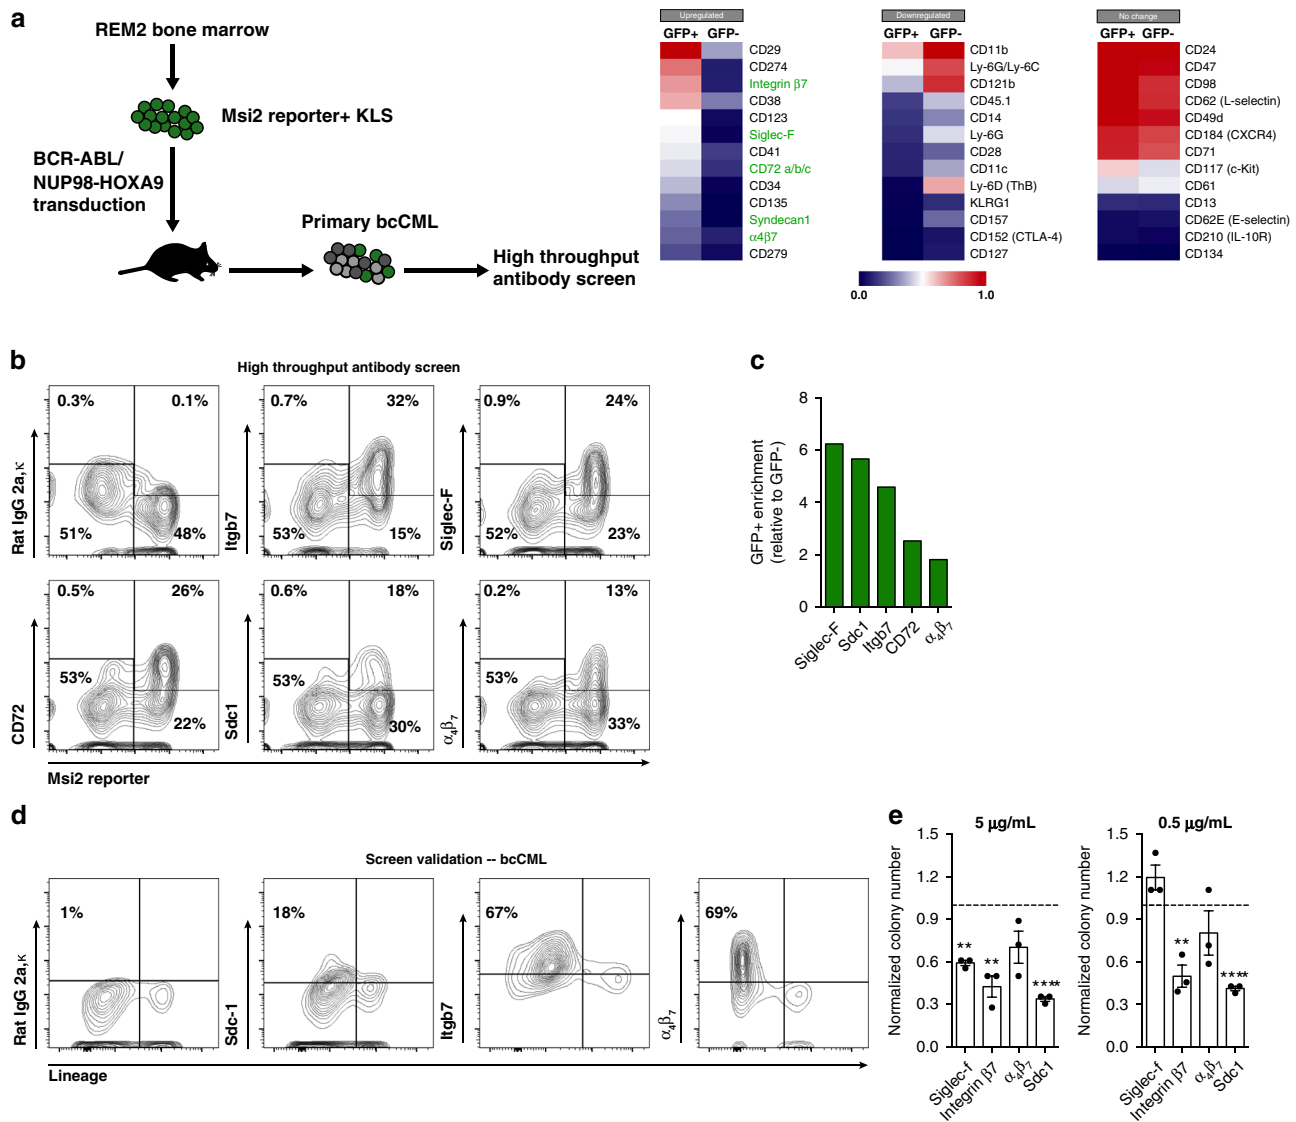 a
REM2 bone marrow
Msi2 reporter+ KLS
BCR-ABL/
NUP98-HOXA9
transduction
Primary bcCML
High throughput
antibody screen
Upregulated
GFP+ GFP-
CD29
CD274
Integrin β7
CD38
CD123
Siglec-F
CD41
CD72 a/b/c
CD34
CD135
Syndecan1
α4β7
CD279
Downregulated
GFP+ GFP-
CD11b
Ly-6G/Ly-6C
CD121b
CD45.1
CD14
Ly-6G
CD28
CD11c
Ly-6D (ThB)
KLRG1
CD157
CD152 (CTLA-4)
CD127
No change
GFP+ GFP-
CD24
CD47
CD98
CD62 (L-selectin)
CD49d
CD184 (CXCR4)
CD71
CD117 (c-Kit)
CD61
CD13
CD62E (E-selectin)
CD210 (IL-10R)
CD134
0.0 1.0
b
High throughput antibody screen
0.3% 0.1%
51% 48%
Rat IgG 2a,κ
0.7% 32%
53% 15%
Itgb7
0.9% 24%
52% 23%
Siglec-F
0.5% 26%
53%
22%
CD72
0.6% 18%
53%
30%
Sdc1
0.2% 13%
53%
33%
α4β7
Msi2 reporter
c
GFP+ enrichment
(relative to GFP-)
8
6
4
2
0
Siglec-F
Sdc1
Itgb7
CD72
α4β7
d
Screen validation -- bcCML
1%
Rat IgG 2a,κ
18%
Sdc-1
67%
Itgb7
69%
α4β7
Lineage
e
5 µg/mL
Normalized colony number
1.5
1.2
0.9
0.6
0.3
0.0
**
**
****
Siglec-f
Integrin β7
α4β7
Sdc1
0.5 µg/mL
Normalized colony number
1.5
1.2
0.9
0.6
0.3
0.0
**
****
Siglec-f
Integrin β7
α4β7
Sdc1